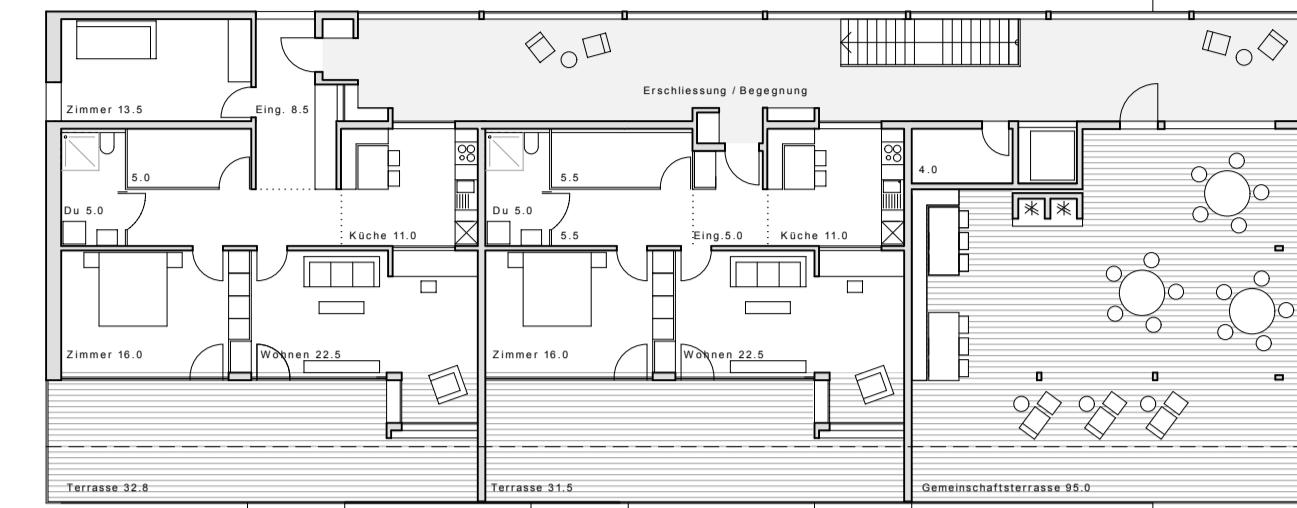 Erschliessung / Begegnung
Zimmer 13.5
Eing. 8.5
5.0
Du 5.0
Küche 11.0
5.5
Du 5.0
5.5
Eing.5.0
Küche 11.0
4.0
Zimmer 16.0
Wohnen 22.5
Zimmer 16.0
Wohnen 22.5
Terrasse 32.8
Terrasse 31.5
Gemeinschaftsterrasse 95.0